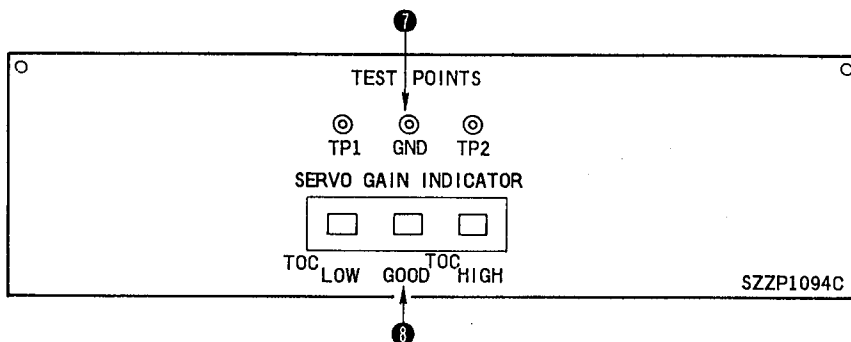 7
TEST POINTS
TP1 GND TP2
SERVO GAIN INDICATOR
TOC LOW GOOD TOC HIGH
SZZP1094C
8